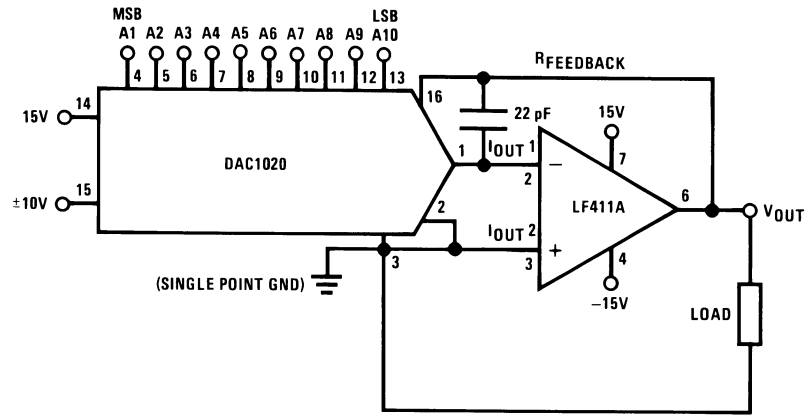 MSB LSB
A1 A2 A3 A4 A5 A6 A7 A8 A9 A10
4 5 6 7 8 9 10 11 12 13
RFEEDBACK
16
14
15V
22 pF
15V
1
IOUT 1
7
DAC1020
2
−
6
15
±10V
LF411A
VOUT
2
IOUT 2
+
3
3
4
(SINGLE POINT GND)
−15V
LOAD